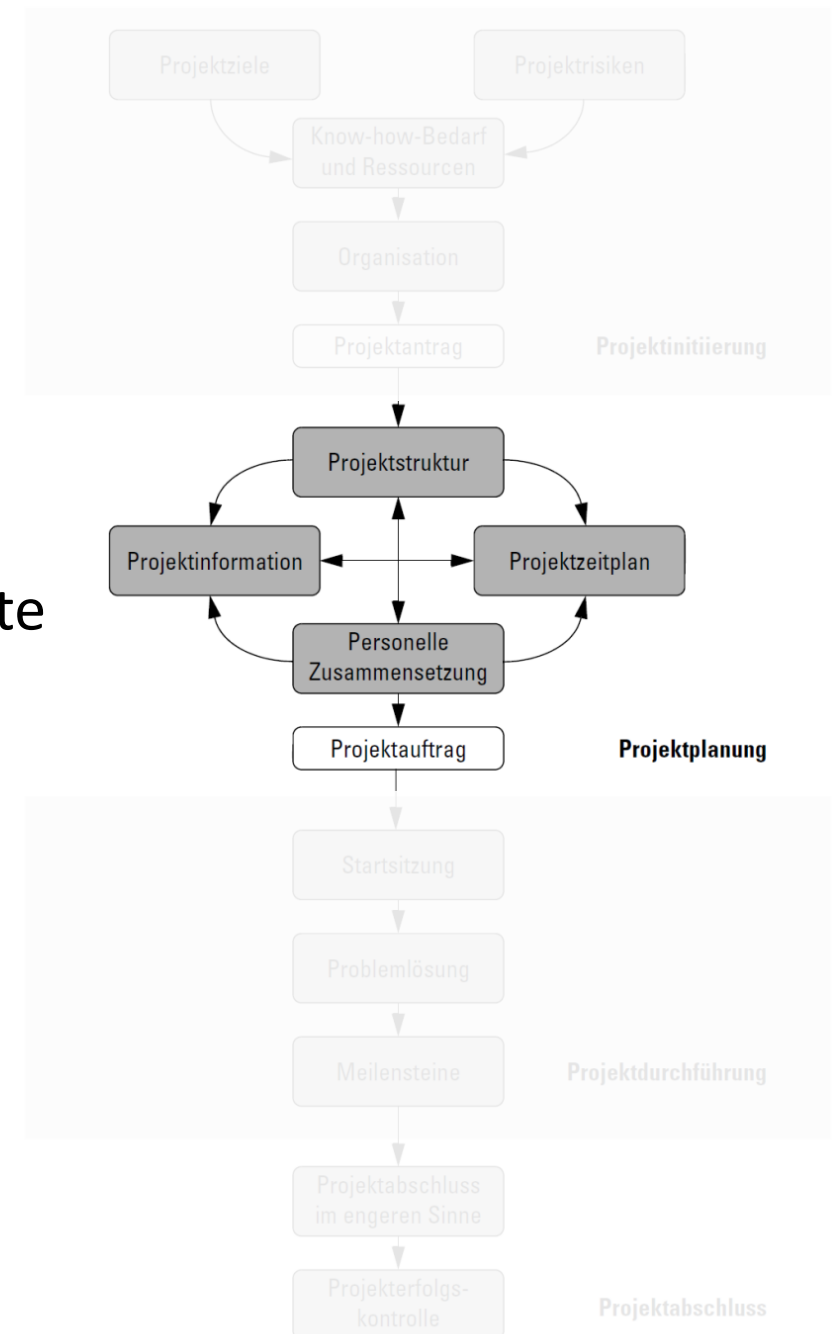 Projektziele
Projektrisiken
Know-how-Bedarf
und Ressourcen
Organisation
Projektantrag
Projektinitiierung
Projektstruktur
Projektinformation
Projektzeitplan
te
Personelle
Zusammensetzung
Projektauftrag
Projektplanung
Startsitzung
Problemlösung
Meilensteine
Projektdurchführung
Projektabschluss
im engeren Sinne
Projekterfolgs-
kontrolle
Projektabschluss